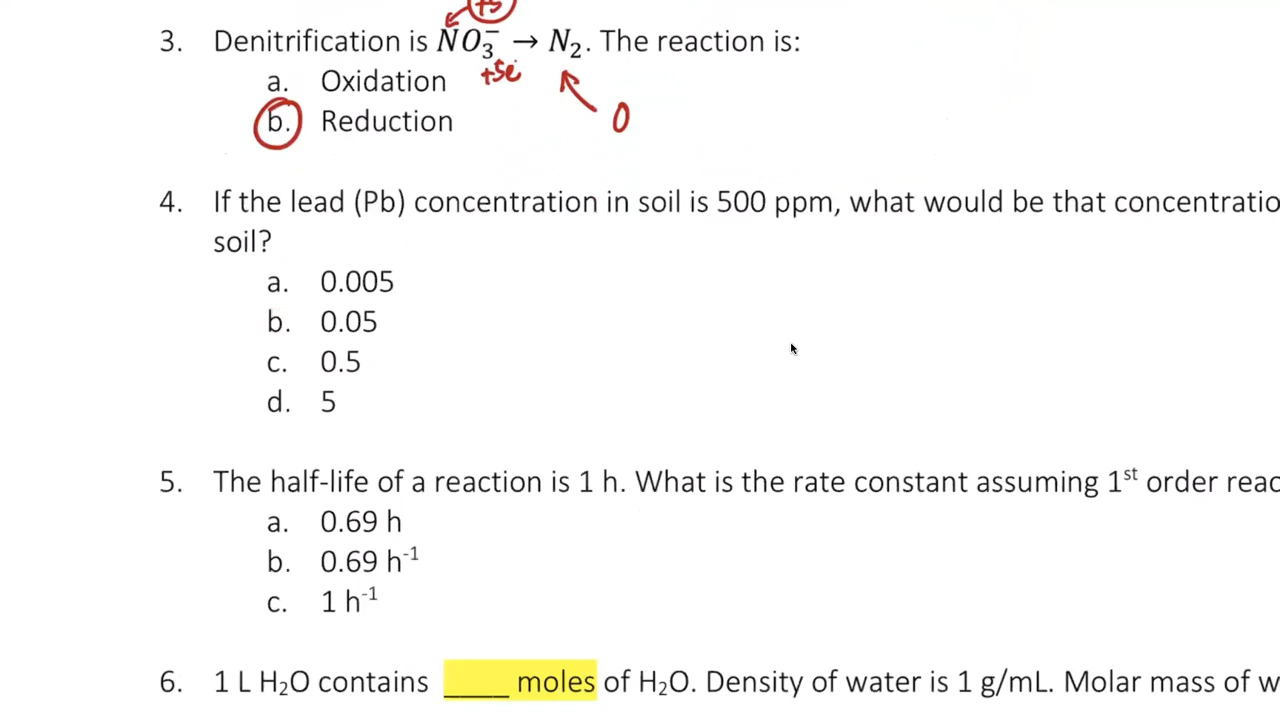 +5
3. Denitrification is NO₃⁻ → N₂. The reaction is:
+5e⁻
a. Oxidation
0
b. Reduction
4. If the lead (Pb) concentration in soil is 500 ppm, what would be that concentratio
soil?
a. 0.005
b. 0.05
c. 0.5
d. 5
5. The half-life of a reaction is 1 h. What is the rate constant assuming 1ˢᵗ order reac
a. 0.69 h
b. 0.69 h⁻¹
c. 1 h⁻¹
6. 1 L H₂O contains ____ moles of H₂O. Density of water is 1 g/mL. Molar mass of w